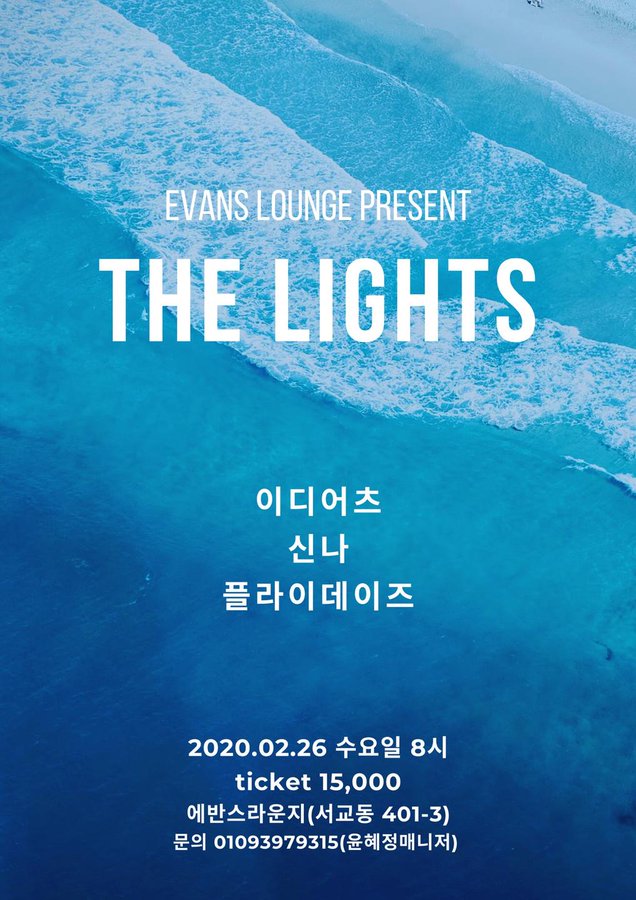 EVANS LOUNGE PRESENT
THE LIGHTS
이디어츠
신나
플라이데이즈
2020.02.26 수요일 8시
ticket 15,000
에반스라운지(서교동 401-3)
문의 01093979315(윤혜정매니저)